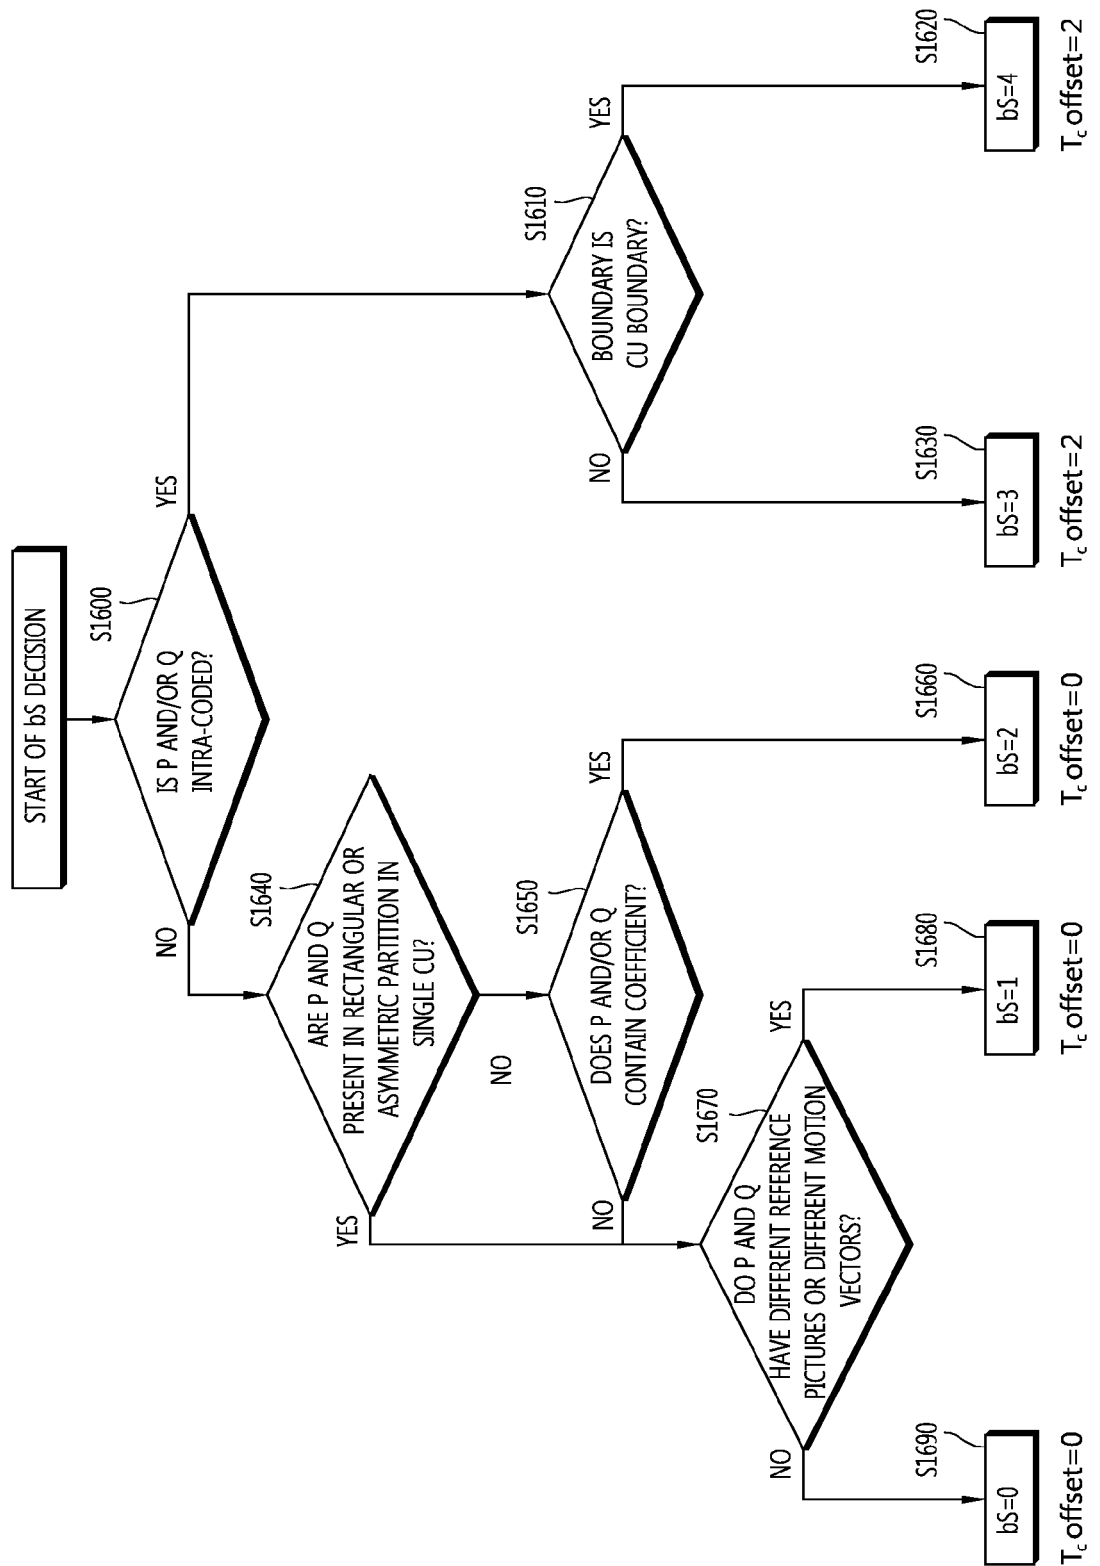 START OF bS DECISION
S1600
IS P AND/OR Q
INTRA-CODED?
NO
YES
S1640
ARE P AND Q
PRESENT IN RECTANGULAR OR
ASYMMETRIC PARTITION IN
SINGLE CU?
YES
NO
S1650
DOES P AND/OR Q
CONTAIN COEFFICIENT?
NO
YES
S1610
BOUNDARY IS
CU BOUNDARY?
NO
YES
S1670
DO P AND Q
HAVE DIFFERENT REFERENCE
PICTURES OR DIFFERENT MOTION
VECTORS?
NO
YES
S1690
bS=0
Tc offset=0
S1680
bS=1
Tc offset=0
S1660
bS=2
Tc offset=0
S1630
bS=3
Tc offset=2
S1620
bS=4
Tc offset=2